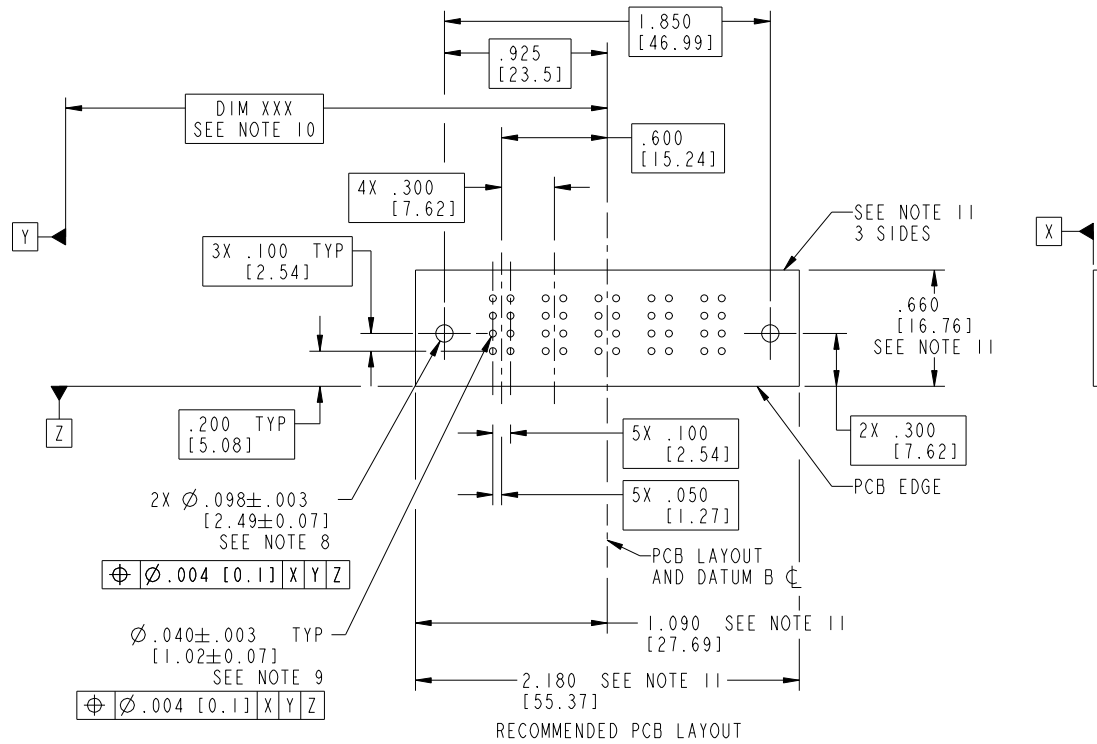 1.850
[46.99]
.925
[23.5]
DIM XXX
SEE NOTE 10
.600
[15.24]
4X .300
[7.62]
Y
SEE NOTE 11
3 SIDES
X
3X .100 TYP
[2.54]
.660
[16.76]
SEE NOTE 11
Z
.200 TYP
[5.08]
5X .100
[2.54]
2X .300
[7.62]
5X .050
[1.27]
PCB EDGE
2X Ø.098±.003
[2.49±0.07]
SEE NOTE 8
⌖ Ø.004 [0.1] X Y Z
PCB LAYOUT
AND DATUM B ℄
1.090 SEE NOTE 11
[27.69]
Ø.040±.003 TYP
[1.02±0.07]
SEE NOTE 9
⌖ Ø.004 [0.1] X Y Z
2.180 SEE NOTE 11
[55.37]
RECOMMENDED PCB LAYOUT